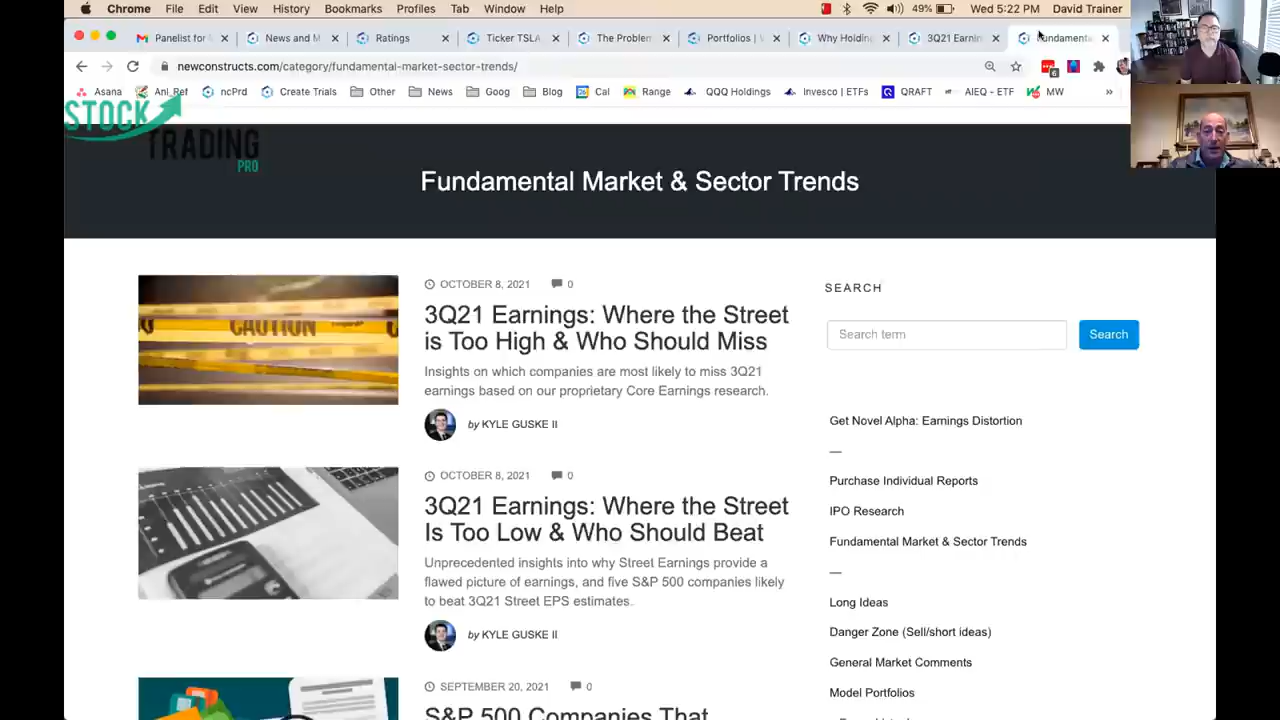 Chrome File Edit View History Bookmarks Profiles Tab Window Help 49% Wed 5:22 PM David Trainer
Panelist for News and M Ratings Ticker TSLA The Problem Portfolios | Why Holdin 3Q21 Earnin Fundamenta
newconstructs.com/category/fundamental-market-sector-trends/
6
Asana Anl Ref ncPrd Create Trials Other News Goog Blog Cal Range QQQ Holdings Invesco | ETFs QRAFT AIEQ - ETF MW »
STOCK
TRADING
PRO
Fundamental Market & Sector Trends
OCTOBER 8, 2021 0
3Q21 Earnings: Where the Street
is Too High & Who Should Miss
Insights on which companies are most likely to miss 3Q21
earnings based on our proprietary Core Earnings research.
by KYLE GUSKE II
CAUTION
OCTOBER 8, 2021 0
3Q21 Earnings: Where the Street
Is Too Low & Who Should Beat
Unprecedented insights into why Street Earnings provide a
flawed picture of earnings, and five S&P 500 companies likely
to beat 3Q21 Street EPS estimates.
by KYLE GUSKE II
SEPTEMBER 20, 2021 0
S&P 500 Companies That
SEARCH
Search term
Search
Get Novel Alpha: Earnings Distortion
—
Purchase Individual Reports
IPO Research
Fundamental Market & Sector Trends
—
Long Ideas
Danger Zone (Sell/short ideas)
General Market Comments
Model Portfolios